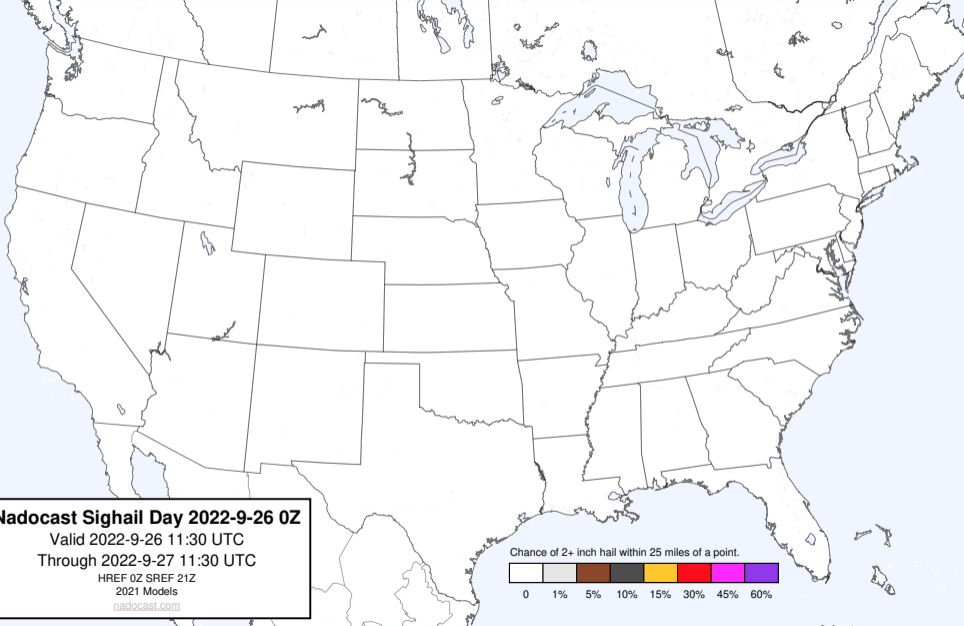 Nadocast Sighail Day 2022-9-26 0Z
Valid 2022-9-26 11:30 UTC
Through 2022-9-27 11:30 UTC
HREF 0Z SREF 21Z
2021 Models
nadocast.com
Chance of 2+ inch hail within 25 miles of a point.
0 1% 5% 10% 15% 30% 45% 60%